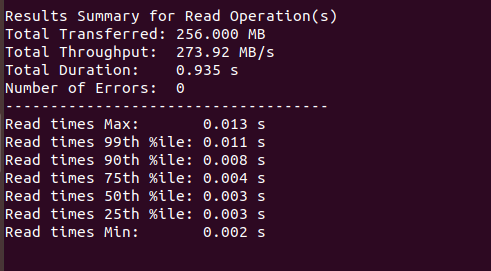 Results Summary for Read Operation(s)
Total Transferred: 256.000 MB
Total Throughput:  273.92 MB/s
Total Duration:    0.935 s
Number of Errors:  0
------------------------------------
Read times Max:       0.013 s
Read times 99th %ile: 0.011 s
Read times 90th %ile: 0.008 s
Read times 75th %ile: 0.004 s
Read times 50th %ile: 0.003 s
Read times 25th %ile: 0.003 s
Read times Min:       0.002 s